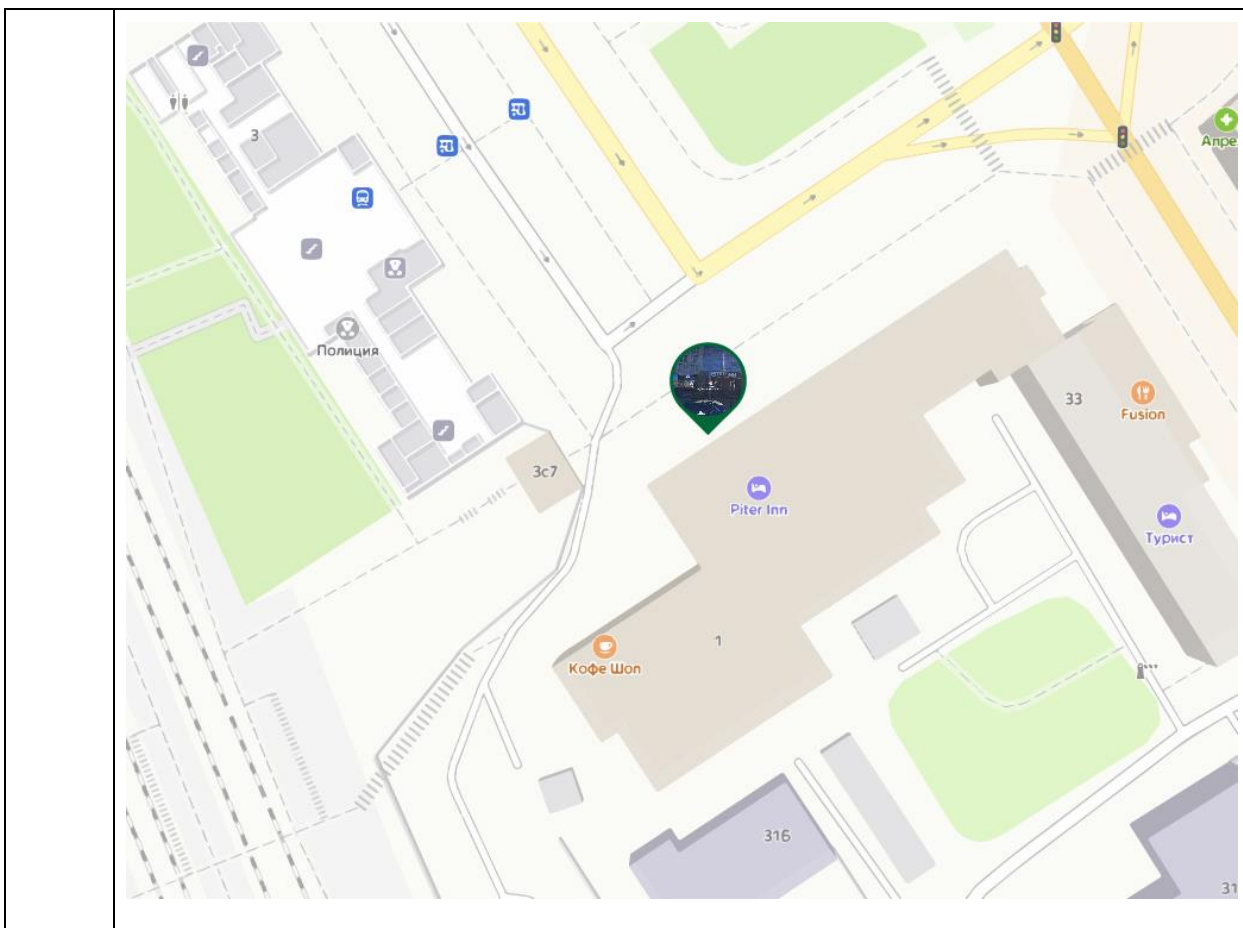 3
Апре
Полиция
33
Fusion
3с7
Piter Inn
Турист
1
Кофе Шоп
31б
31